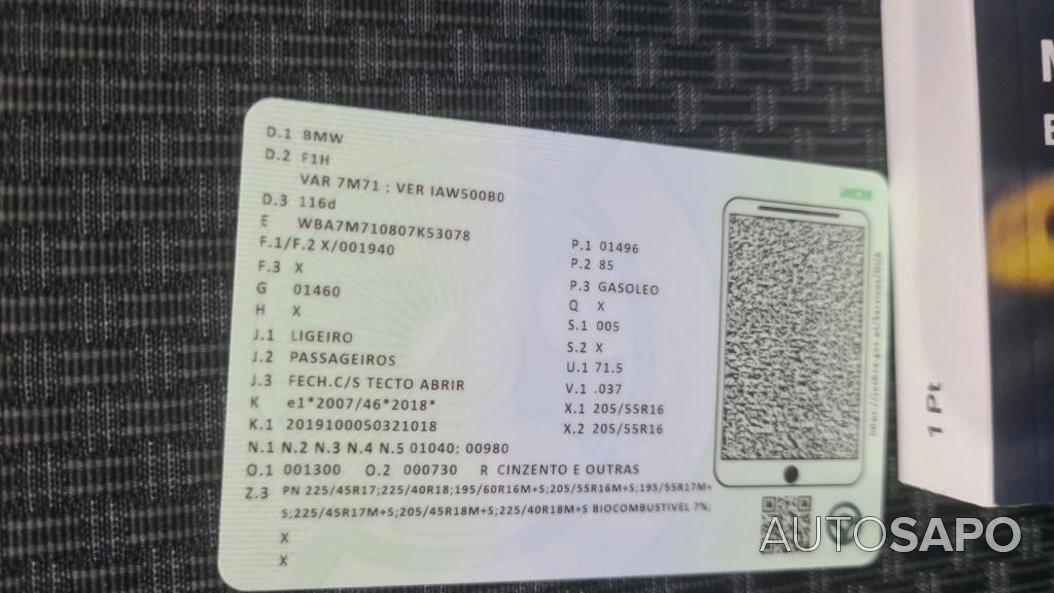 D.1 BMW
D.2 F1H
VAR 7M71 ; VER IAW500B0
D.3 116d
E WBA7M710807K53078
F.1/F.2 X/001940
F.3 X
G 01460
H X
J.1 LIGEIRO
J.2 PASSAGEIROS
J.3 FECH.C/S TECTO ABRIR
K e1*2007/46*2018*
K.1 2019100050321018
P.1 01496
P.2 85
P.3 GASOLEO
Q X
S.1 005
S.2 X
U.1 71.5
V.1 .037
X.1 205/55R16
X.2 205/55R16
N.1 N.2 N.3 N.4 N.5 01040; 00980
O.1 001300 O.2 000730 R CINZENTO E OUTRAS
Z.3 PN 225/45R17;225/40R18;195/60R16M+S;205/55R16M+S;195/55R17M+
S;225/45R17M+S;205/45R18M+S;225/40R18M+S BIOCOMBUSTIVEL 7%;
X
X
1 Pt
AUTOSAPO